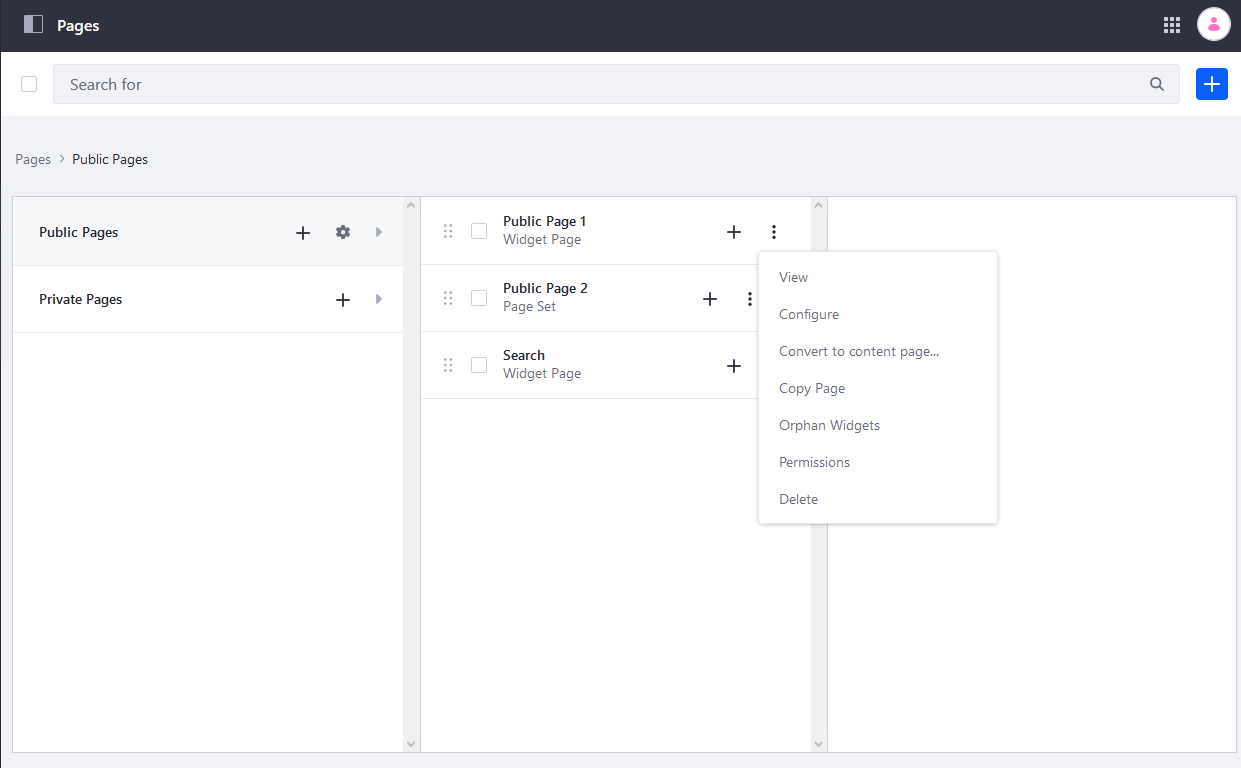 Pages
Search for
Pages > Public Pages
Public Pages
Private Pages
Public Page 1
Widget Page
Public Page 2
Page Set
Search
Widget Page
View
Configure
Convert to content page...
Copy Page
Orphan Widgets
Permissions
Delete